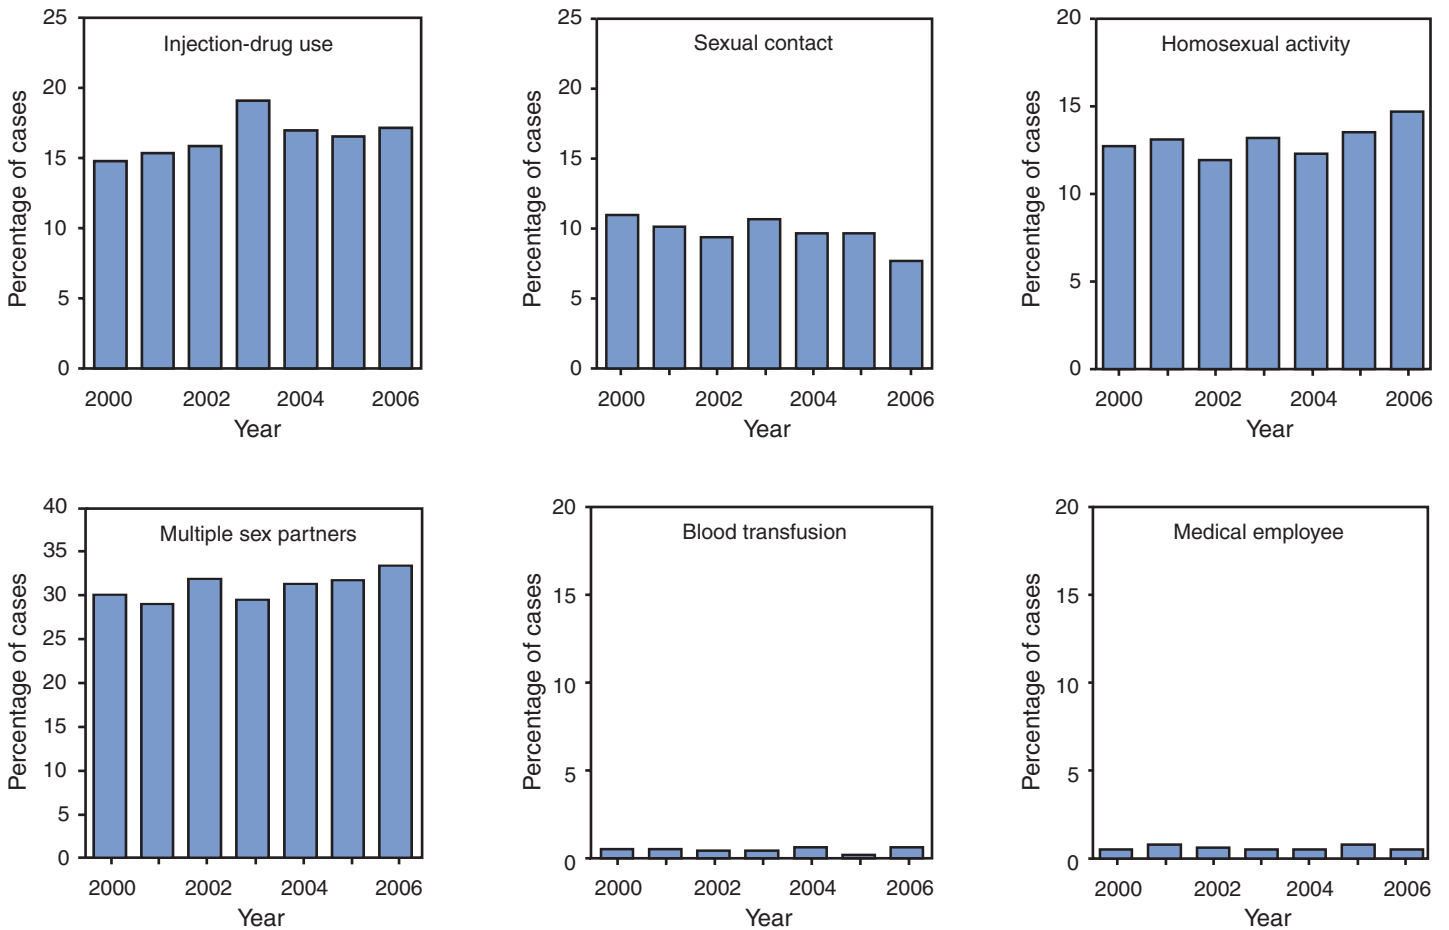 Injection-drug use
Percentage of cases
25
20
15
10
5
0
2000 2002 2004 2006
Year
Sexual contact
Percentage of cases
25
20
15
10
5
0
2000 2002 2004 2006
Year
Homosexual activity
Percentage of cases
20
15
10
5
0
2000 2002 2004 2006
Year
Multiple sex partners
Percentage of cases
40
35
30
25
20
15
10
5
0
2000 2002 2004 2006
Year
Blood transfusion
Percentage of cases
20
15
10
5
0
2000 2002 2004 2006
Year
Medical employee
Percentage of cases
20
15
10
5
0
2000 2002 2004 2006
Year